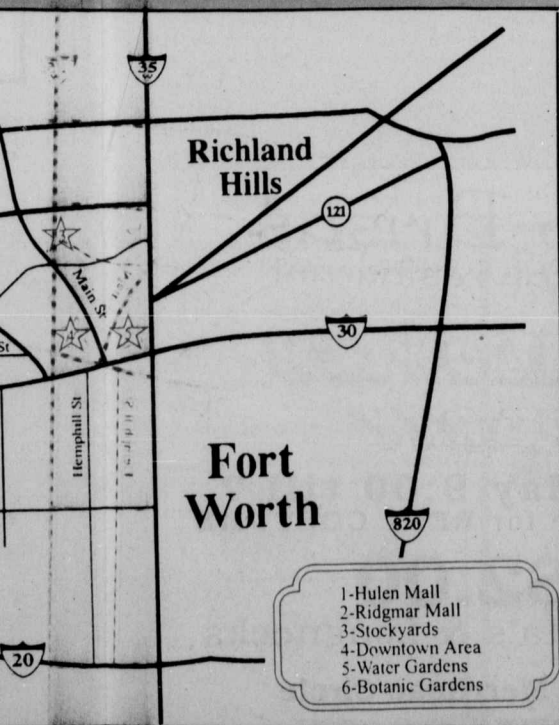 35
W
Richland
Hills
121
Main St
30
St
Hemphill St
Fort
Worth
820
1-Hulen Mall
2-Ridgmar Mall
3-Stockyards
4-Downtown Area
5-Water Gardens
6-Botanic Gardens
20